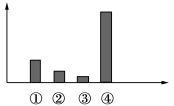 ① ② ③ ④